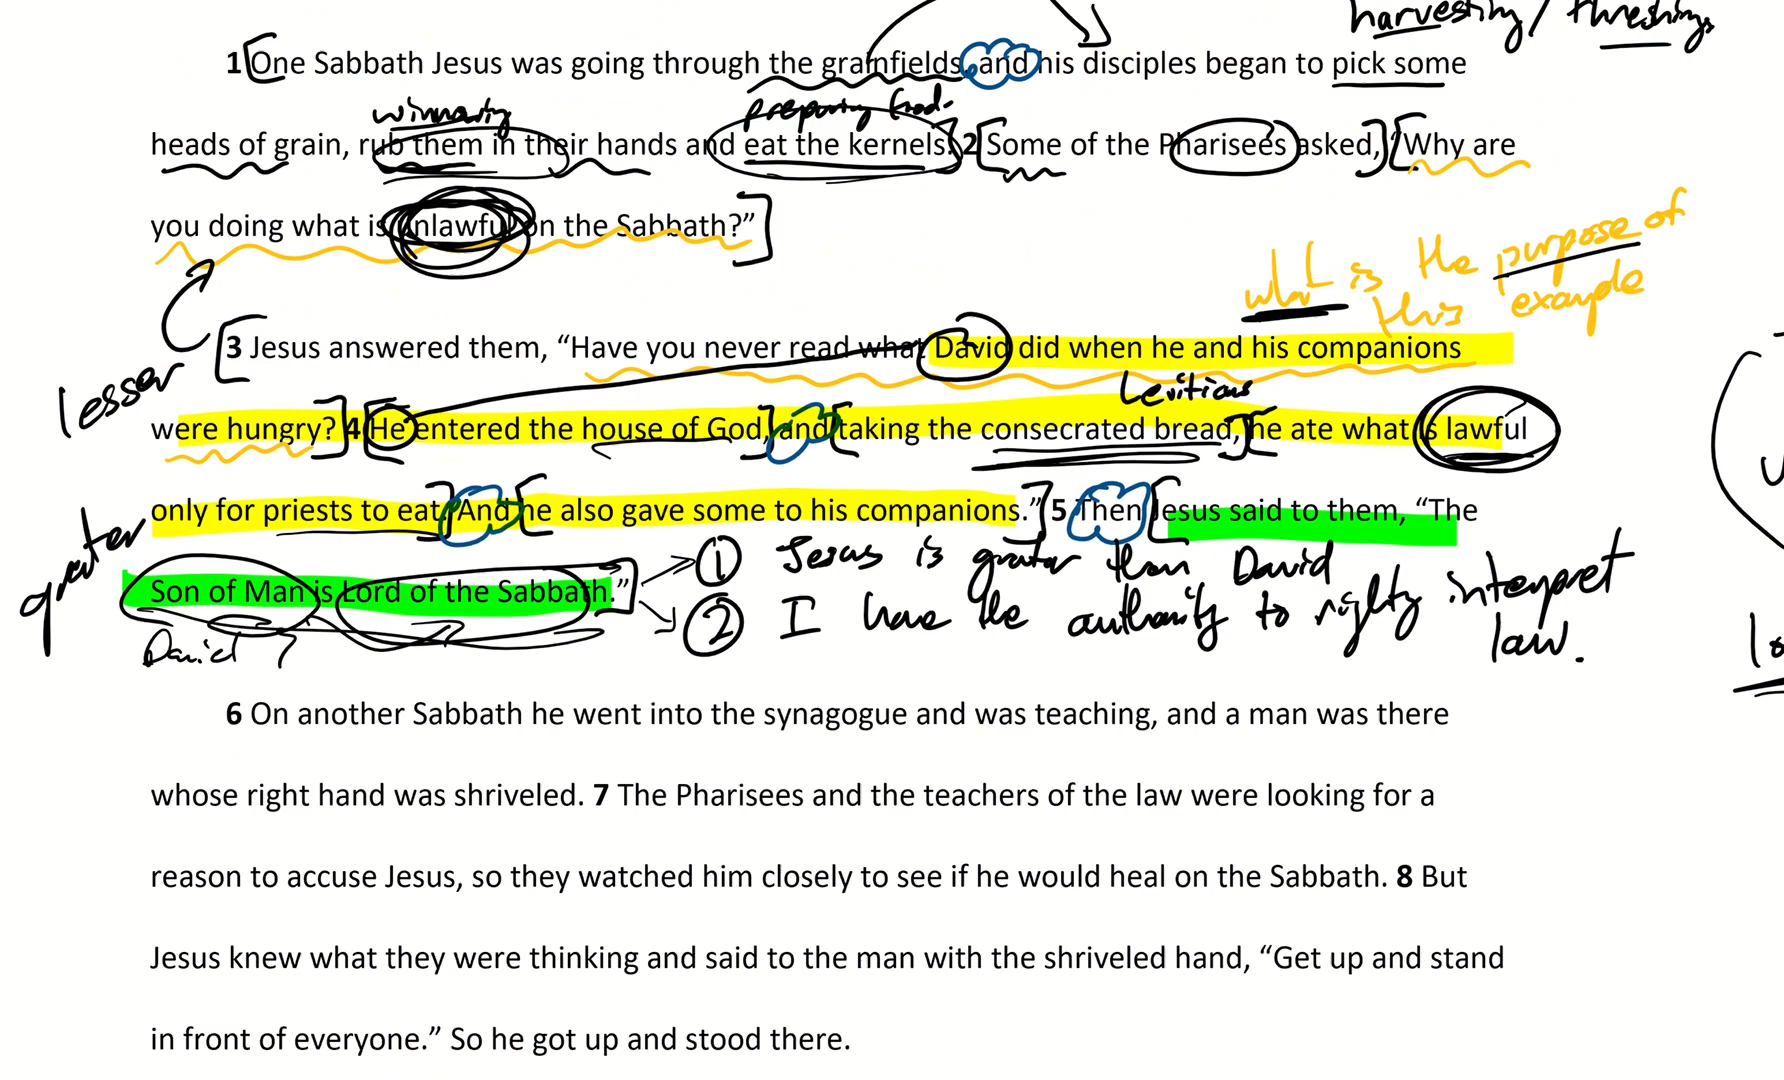 harvesting / threshing
1 One Sabbath Jesus was going through the grainfields, and his disciples began to pick some
winnowing preparing food.
heads of grain, rub them in their hands and eat the kernels. 2 Some of the Pharisees asked, “Why are
you doing what is unlawful on the Sabbath?”
what is the purpose of
this example
3 Jesus answered them, “Have you never read what David did when he and his companions
lesser
Leviticus
were hungry? 4 He entered the house of God, and taking the consecrated bread, he ate what is lawful
only for priests to eat. And he also gave some to his companions.” 5 Then Jesus said to them, “The
greater
① Jesus is greater than David
Son of Man is Lord of the Sabbath.”
② I have the authority to rightly interpret
law.
David
6 On another Sabbath he went into the synagogue and was teaching, and a man was there
whose right hand was shriveled. 7 The Pharisees and the teachers of the law were looking for a
reason to accuse Jesus, so they watched him closely to see if he would heal on the Sabbath. 8 But
Jesus knew what they were thinking and said to the man with the shriveled hand, “Get up and stand
in front of everyone.” So he got up and stood there.